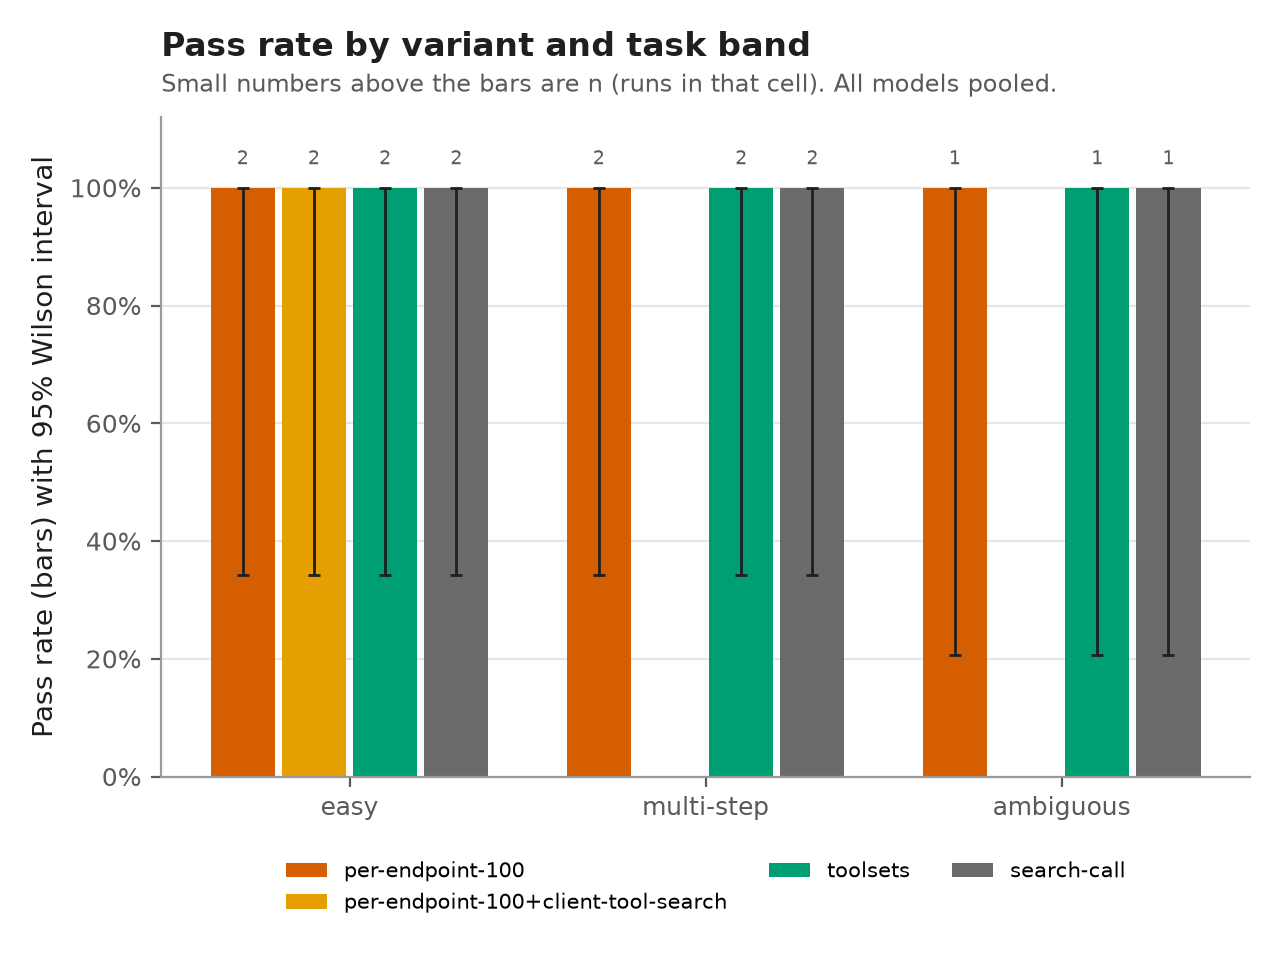 Pass rate by variant and task band
Small numbers above the bars are n (runs in that cell). All models pooled.
Pass rate (bars) with 95% Wilson interval
2 2 2 2 2 2 2 1 1 1
100%
80%
60%
40%
20%
0%
easy multi-step ambiguous
per-endpoint-100 toolsets search-call
per-endpoint-100+client-tool-search